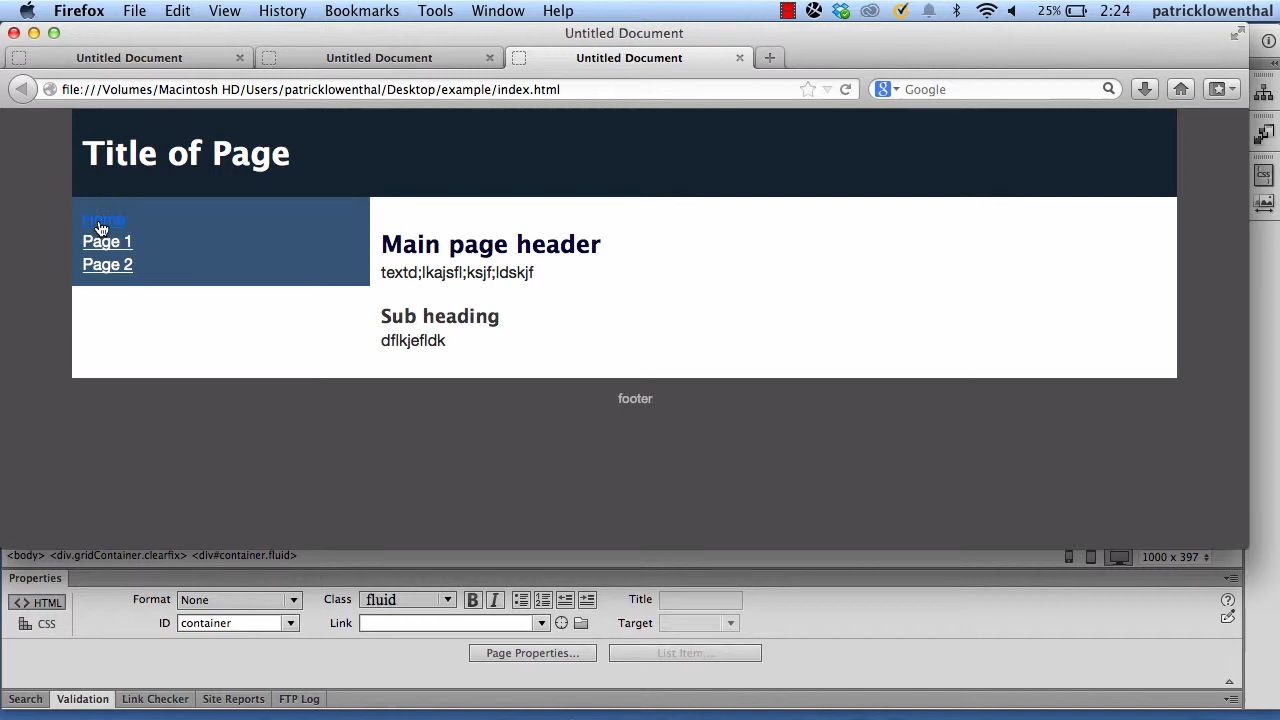 Firefox File Edit View History Bookmarks Tools Window Help 25% 2:24 patricklowenthal
Untitled Document
Untitled Document Untitled Document Untitled Document
file:///Volumes/Macintosh HD/Users/patricklowenthal/Desktop/example/index.html Google
Title of Page
Home
Page 1
Page 2
Main page header
textd;lkajsfl;ksjf;ldskjf
Sub heading
dflkjefldk
footer
<body> <div.gridContainer.clearfix> <div#container.fluid> 1000 x 397
Properties
<> HTML Format None Class fluid B I Title
CSS ID container Link Target
Page Properties... List Item...
Search Validation Link Checker Site Reports FTP Log
CSS